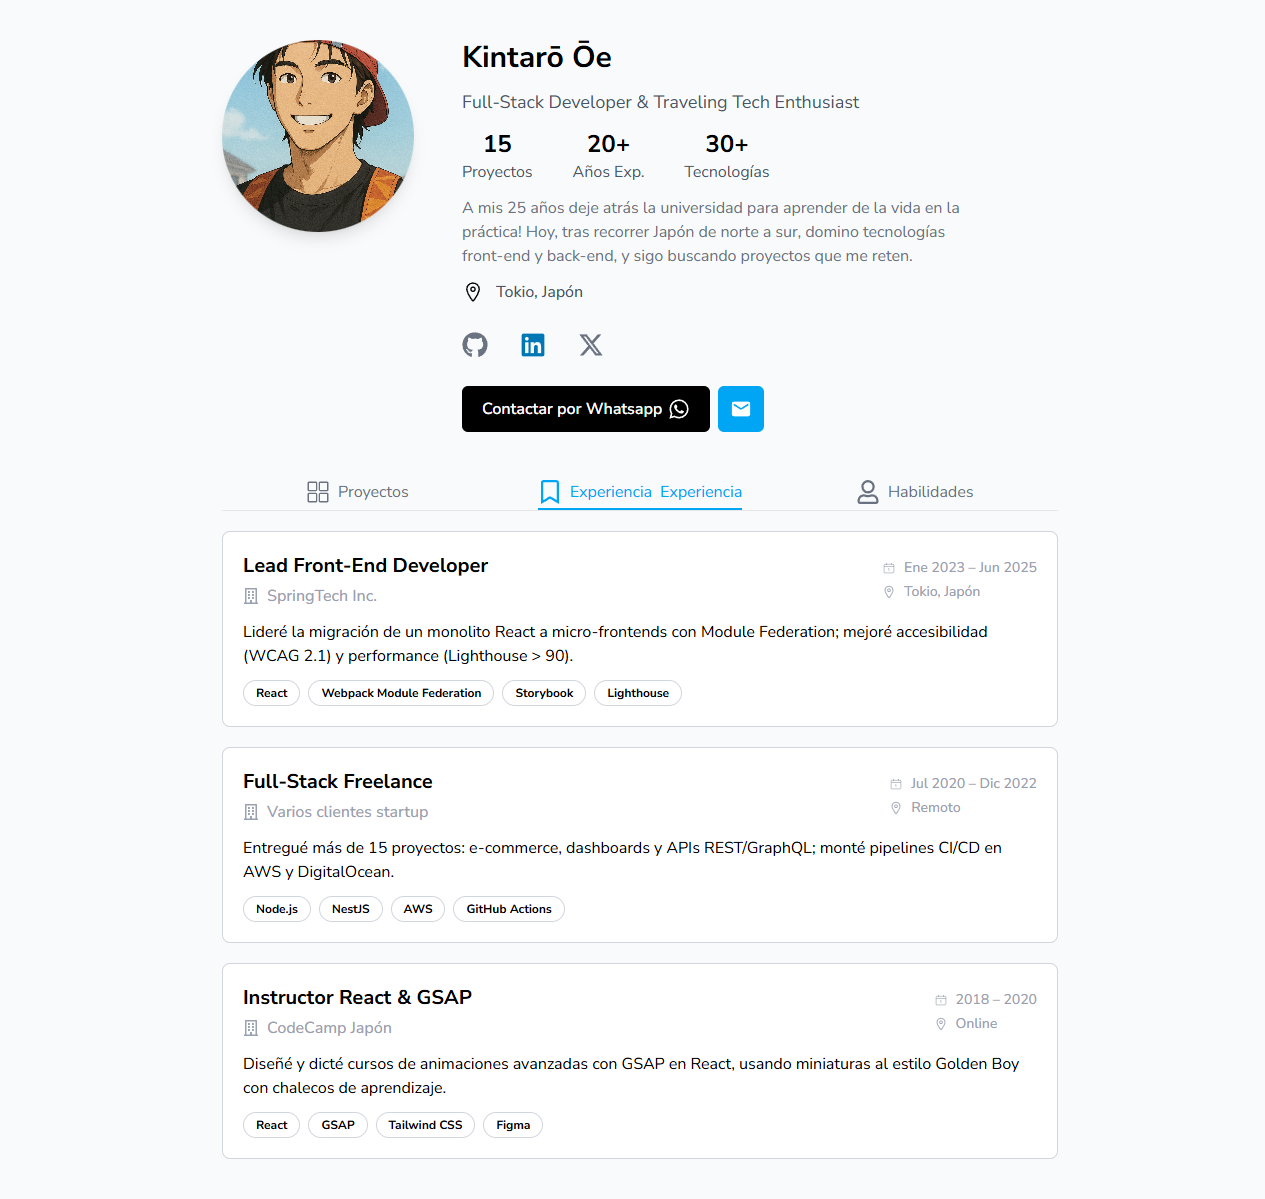 Kintarō Ōe
Full-Stack Developer & Traveling Tech Enthusiast
15 20+ 30+
Proyectos Años Exp. Tecnologías
A mis 25 años deje atrás la universidad para aprender de la vida en la
práctica! Hoy, tras recorrer Japón de norte a sur, domino tecnologías
front-end y back-end, y sigo buscando proyectos que me reten.
Tokio, Japón
Contactar por Whatsapp
Proyectos Experiencia Experiencia Habilidades
Lead Front-End Developer
Ene 2023 – Jun 2025
SpringTech Inc.
Tokio, Japón
Lideré la migración de un monolito React a micro-frontends con Module Federation; mejoré accesibilidad
(WCAG 2.1) y performance (Lighthouse > 90).
React Webpack Module Federation Storybook Lighthouse
Full-Stack Freelance
Jul 2020 – Dic 2022
Varios clientes startup
Remoto
Entregué más de 15 proyectos: e-commerce, dashboards y APIs REST/GraphQL; monté pipelines CI/CD en
AWS y DigitalOcean.
Node.js NestJS AWS GitHub Actions
Instructor React & GSAP
2018 – 2020
CodeCamp Japón
Online
Diseñé y dicté cursos de animaciones avanzadas con GSAP en React, usando miniaturas al estilo Golden Boy
con chalecos de aprendizaje.
React GSAP Tailwind CSS Figma